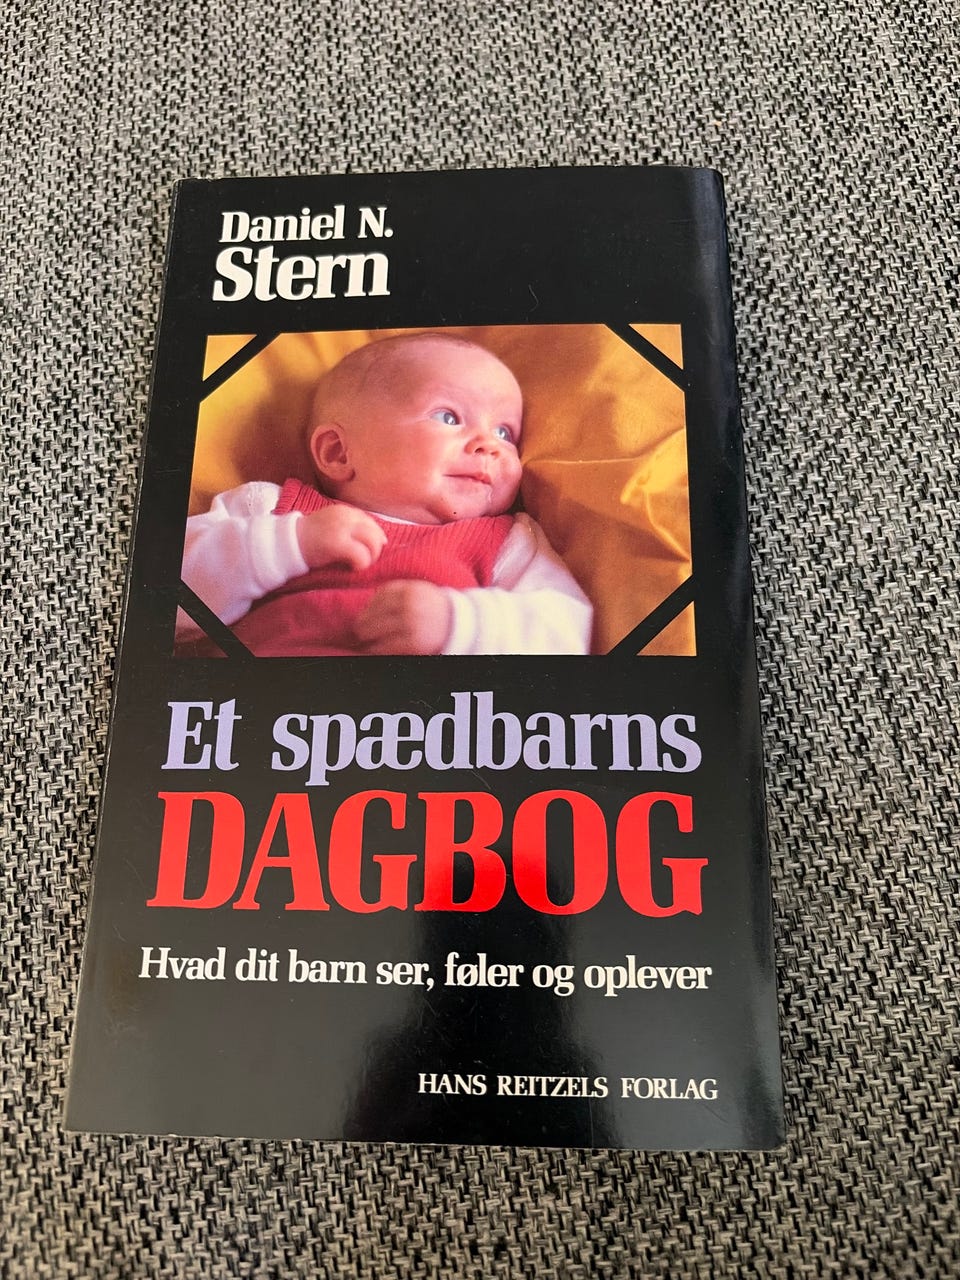 Daniel N.
Stern
Et spædbarns
DAGBOG
Hvad dit barn ser, føler og oplever
HANS REITZELS FORLAG